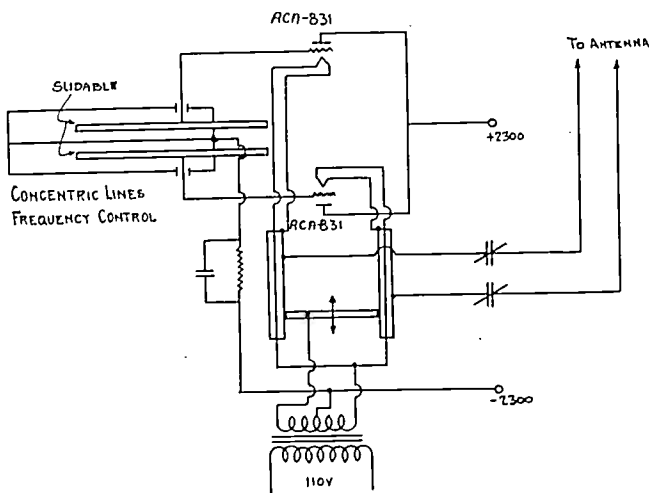 RCA-831
TO ANTENNA
SLIDABLE
+2300
CONCENTRIC LINES
FREQUENCY CONTROL
RCA-831
-2300
110V